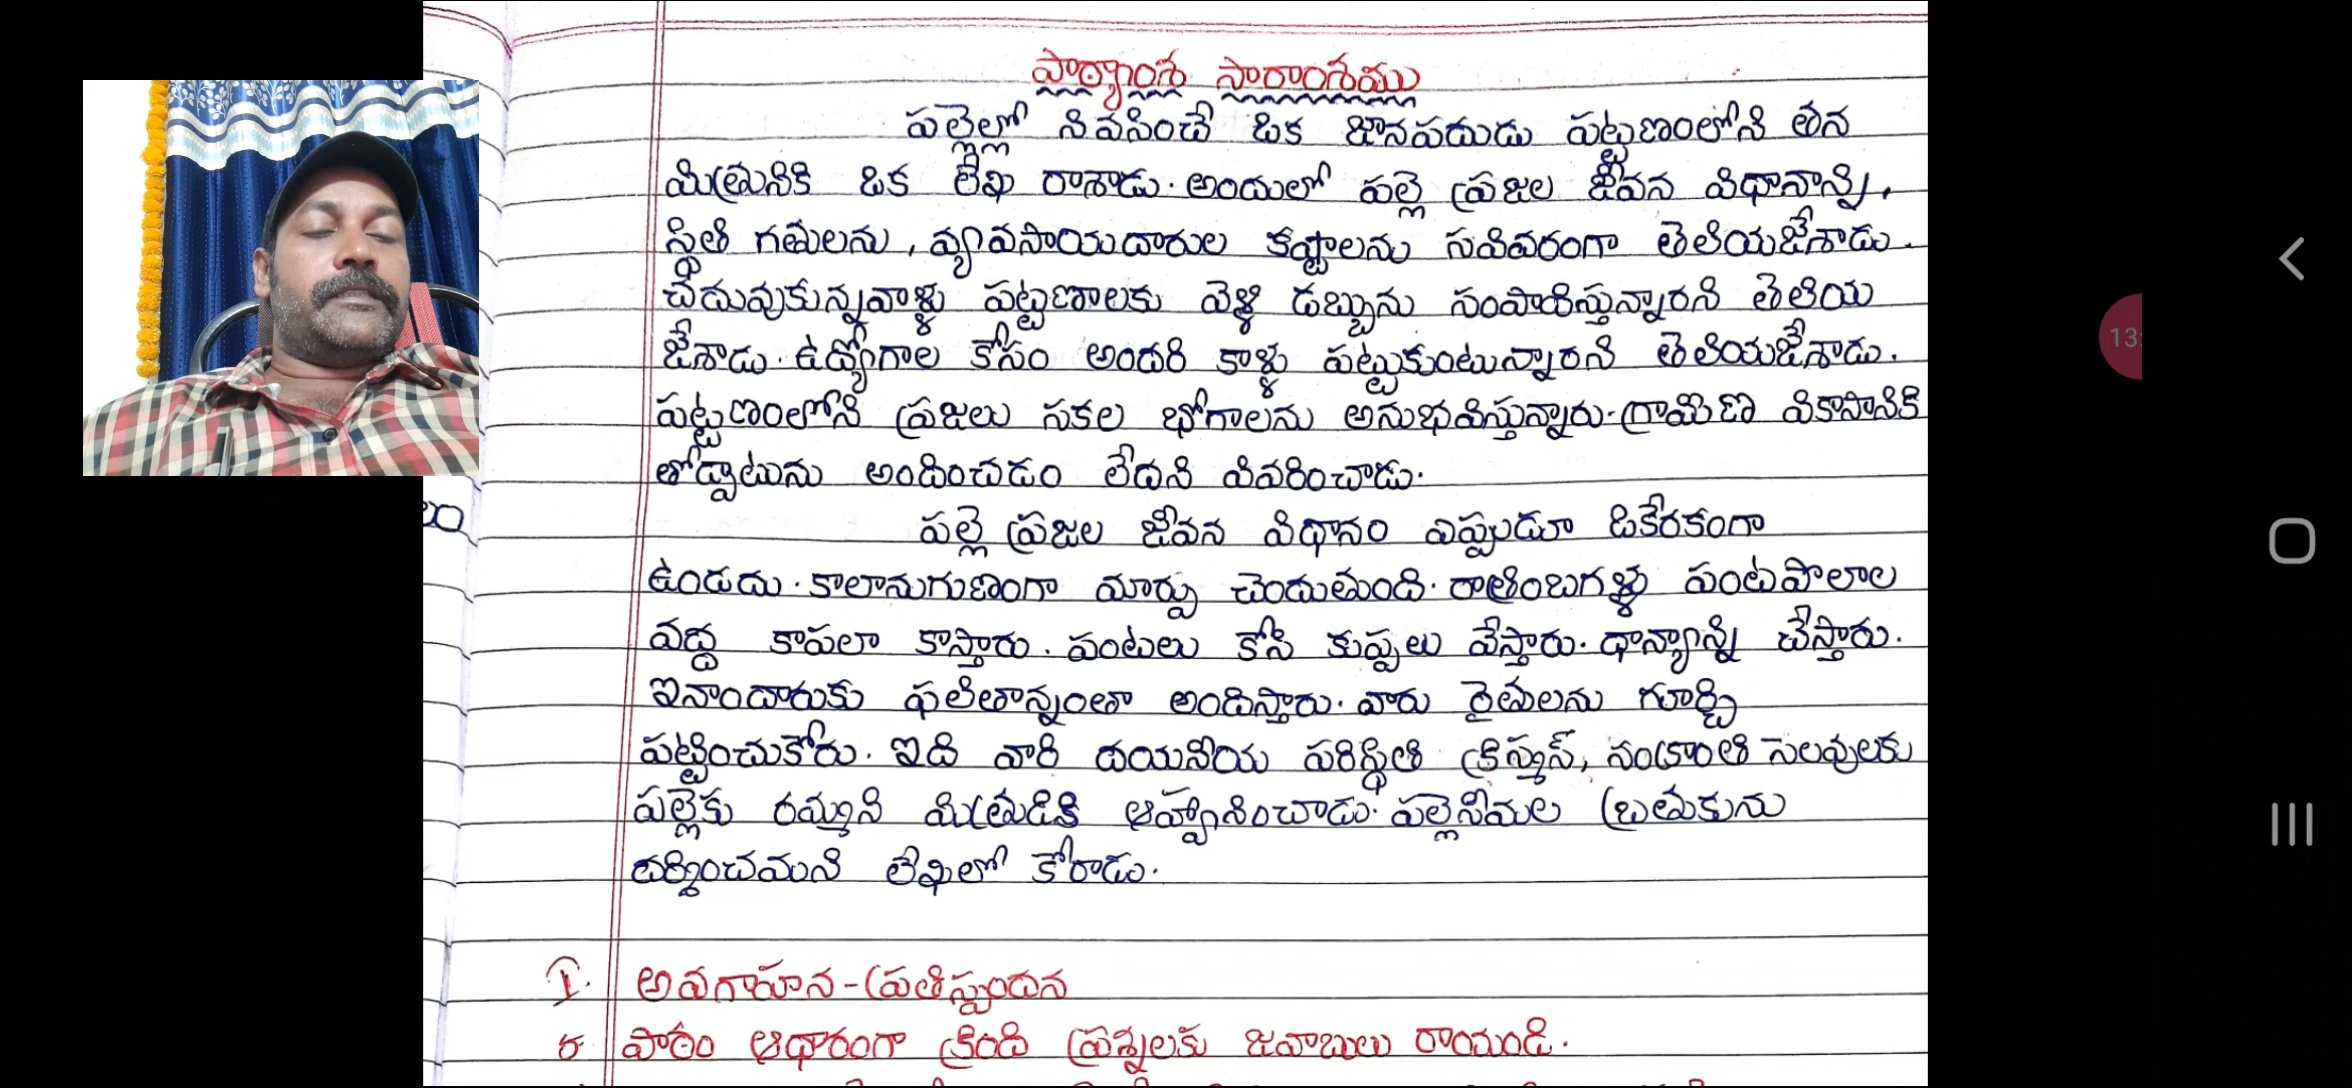 పాఠ్యాంశ సారాంశము
పల్లెల్లో నివసించే ఒక జానపదుడు పట్టణంలోని తన
మిత్రునికి ఒక లేఖ రాశాడు. అందులో పల్లె ప్రజల జీవన విధానాన్ని,
స్థితి గతులను, వ్యావసాయదారుల కష్టాలను సవివరంగా తెలియజేశాడు.
చదువుకున్నవాళ్ళు పట్టణాలకు వెళ్ళి డబ్బును సంపాదిస్తున్నారని తెలియ
జేశాడు. ఉద్యోగాల కోసం అందరి కాళ్ళు పట్టుకుంటున్నారని తెలియజేశాడు.
పట్టణంలోని ప్రజలు సకల భోగాలను అనుభవిస్తున్నారు. గ్రామీణ వికాసానికి
తోడ్పాటును అందించడం లేదని వివరించాడు.
లం
పల్లె ప్రజల జీవన విధానం ఎప్పుడూ ఒకేరకంగా
ఉండదు. కాలానుగుణంగా మార్పు చెందుతుంది. రాత్రింబగళ్ళు పంటపొలాల
వద్ద కాపలా కాస్తారు. పంటలు కోసి కుప్పలు వేస్తారు. ధాన్యాన్ని చేస్తారు.
ఇనాందారుకు ఫలితాన్నంతా అందిస్తారు. వారు రైతులను గూర్చి
పట్టించుకోరు. ఇది వారి దయనీయ పరిస్థితి క్రిస్మస్, సంక్రాంతి సెలవులకు
పల్లెకు రమ్మని మిత్రుడికి ఆహ్వానించాడు. పల్లెసీమల బ్రతుకును
దర్శించమని లేఖలో కోరాడు.
I. అవగాహన-ప్రతిస్పందన
పాఠం ఆధారంగా క్రింది ప్రశ్నలకు జవాబులు రాయండి.
13: